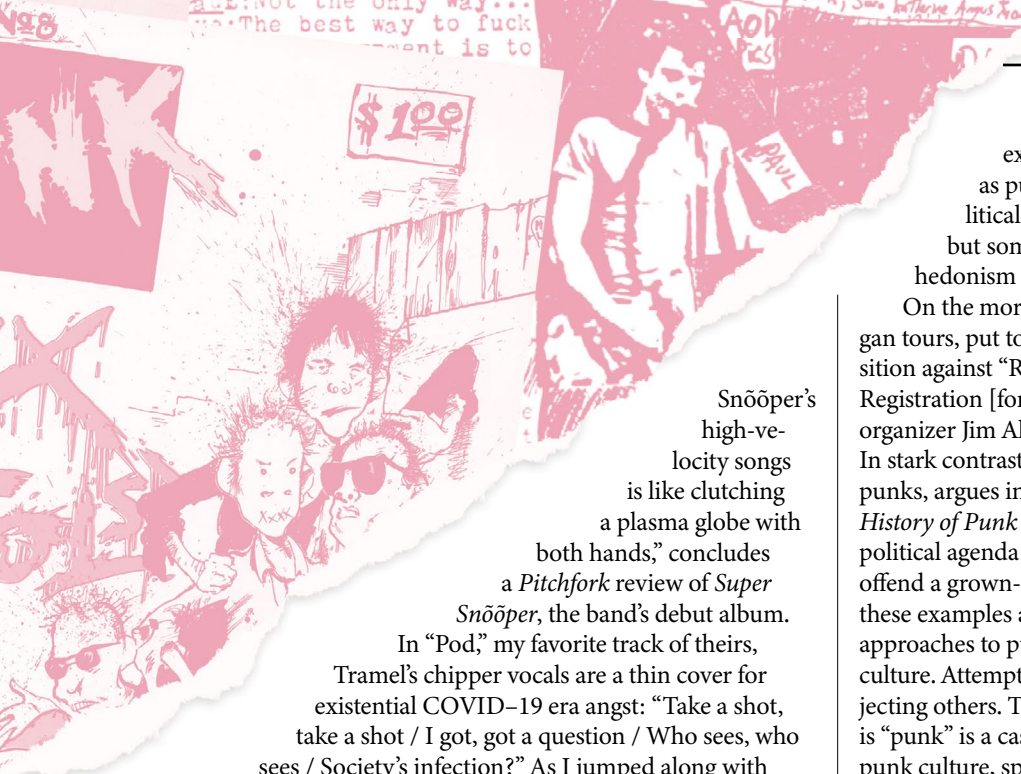 Not the only way...
The best way to fuck
ment is to
Nº8
NK
$1.00
AOD
PAUL
Snõõper’s
high-ve-
locity songs
is like clutching
a plasma globe with
both hands,” concludes
a Pitchfork review of Super
Snõõper, the band’s debut album.
In “Pod,” my favorite track of theirs,
Tramel’s chipper vocals are a thin cover for
existential COVID–19 era angst: “Take a shot,
take a shot / I got, got a question / Who sees, who
sees / Society’s infection?” As I jumped along with
ex
as pu
litical
but som
hedonism
On the mor
gan tours, put to
sition against “R
Registration [for
organizer Jim Al
In stark contrast
punks, argues in
History of Punk
political agenda
offend a grown-
these examples a
approaches to pu
culture. Attempt
jecting others. T
is “punk” is a cas
punk culture, sp